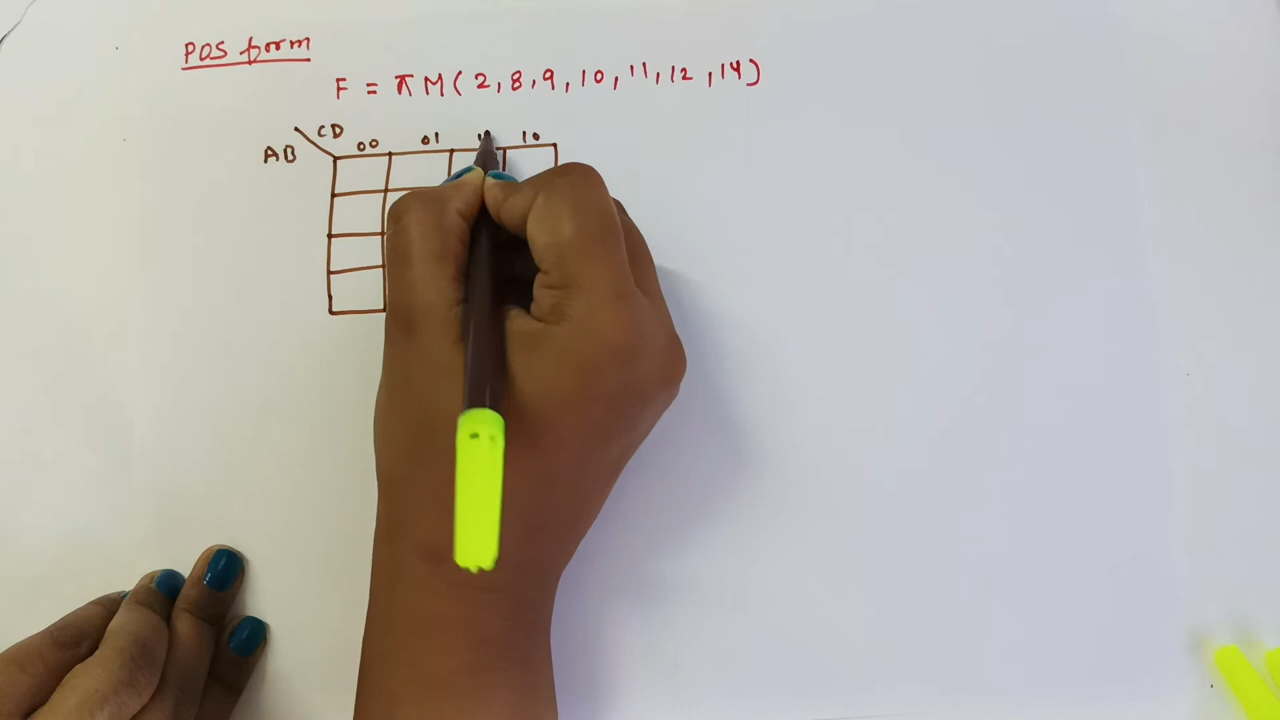 POS form
F = πM(2,8,9,10,11,12,14)
CD
00 01 10
AB